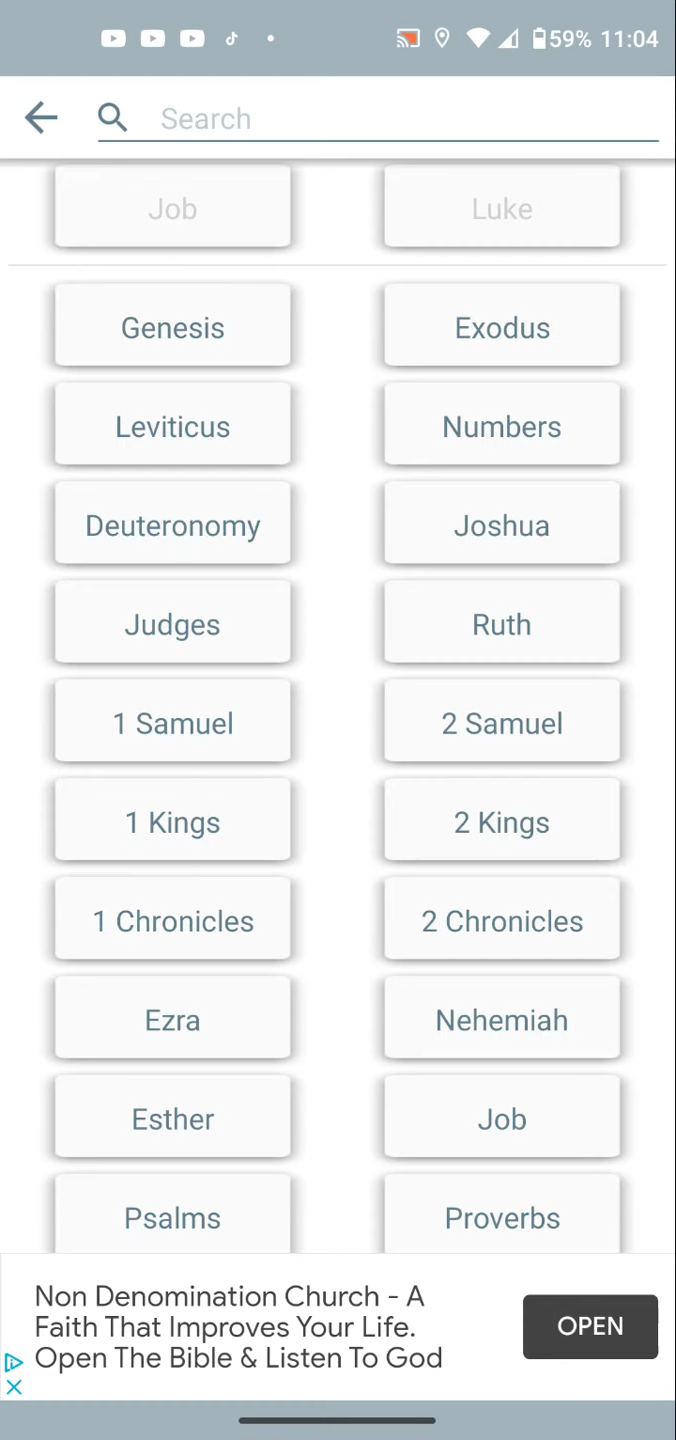 59% 11:04
Search
Job Luke
Genesis Exodus
Leviticus Numbers
Deuteronomy Joshua
Judges Ruth
1 Samuel 2 Samuel
1 Kings 2 Kings
1 Chronicles 2 Chronicles
Ezra Nehemiah
Esther Job
Psalms Proverbs
Non Denomination Church - A
Faith That Improves Your Life.
Open The Bible & Listen To God
OPEN